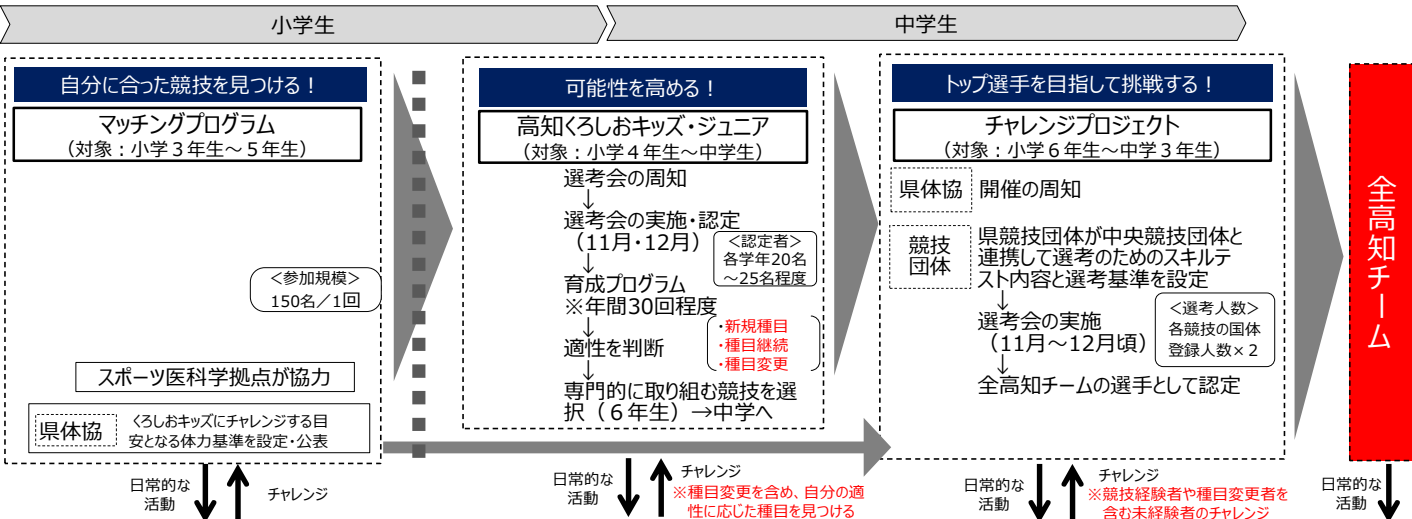 小学生
中学生
自分に合った競技を見つける！
マッチングプログラム
（対象：小学３年生～５年生）
＜参加規模＞
150名／1回
スポーツ医科学拠点が協力
県体協
くろしおキッズにチャレンジする目
安となる体力基準を設定・公表
日常的な
活動
チャレンジ
可能性を高める！
高知くろしおキッズ・ジュニア
（対象：小学４年生～中学生）
選考会の周知
↓
選考会の実施・認定
（11月・12月）
＜認定者＞
各学年20名
～25名程度
↓
育成プログラム
※年間30回程度
↓
適性を判断
・新規種目
・種目継続
・種目変更
↓
専門的に取り組む競技を選
択（６年生）→中学へ
日常的な
活動
チャレンジ
※種目変更を含め、自分の適
性に応じた種目を見つける
トップ選手を目指して挑戦する！
チャレンジプロジェクト
（対象：小学６年生～中学３年生）
県体協
開催の周知
競技
団体
県競技団体が中央競技団体と
連携して選考のためのスキルテ
スト内容と選考基準を設定
↓
選考会の実施
（11月～12月頃）
＜選考人数＞
各競技の国体
登録人数×２
↓
全高知チームの選手として認定
日常的な
活動
チャレンジ
※競技経験者や種目変更者を
含む未経験者のチャレンジ
全高知チーム
日常的な
活動